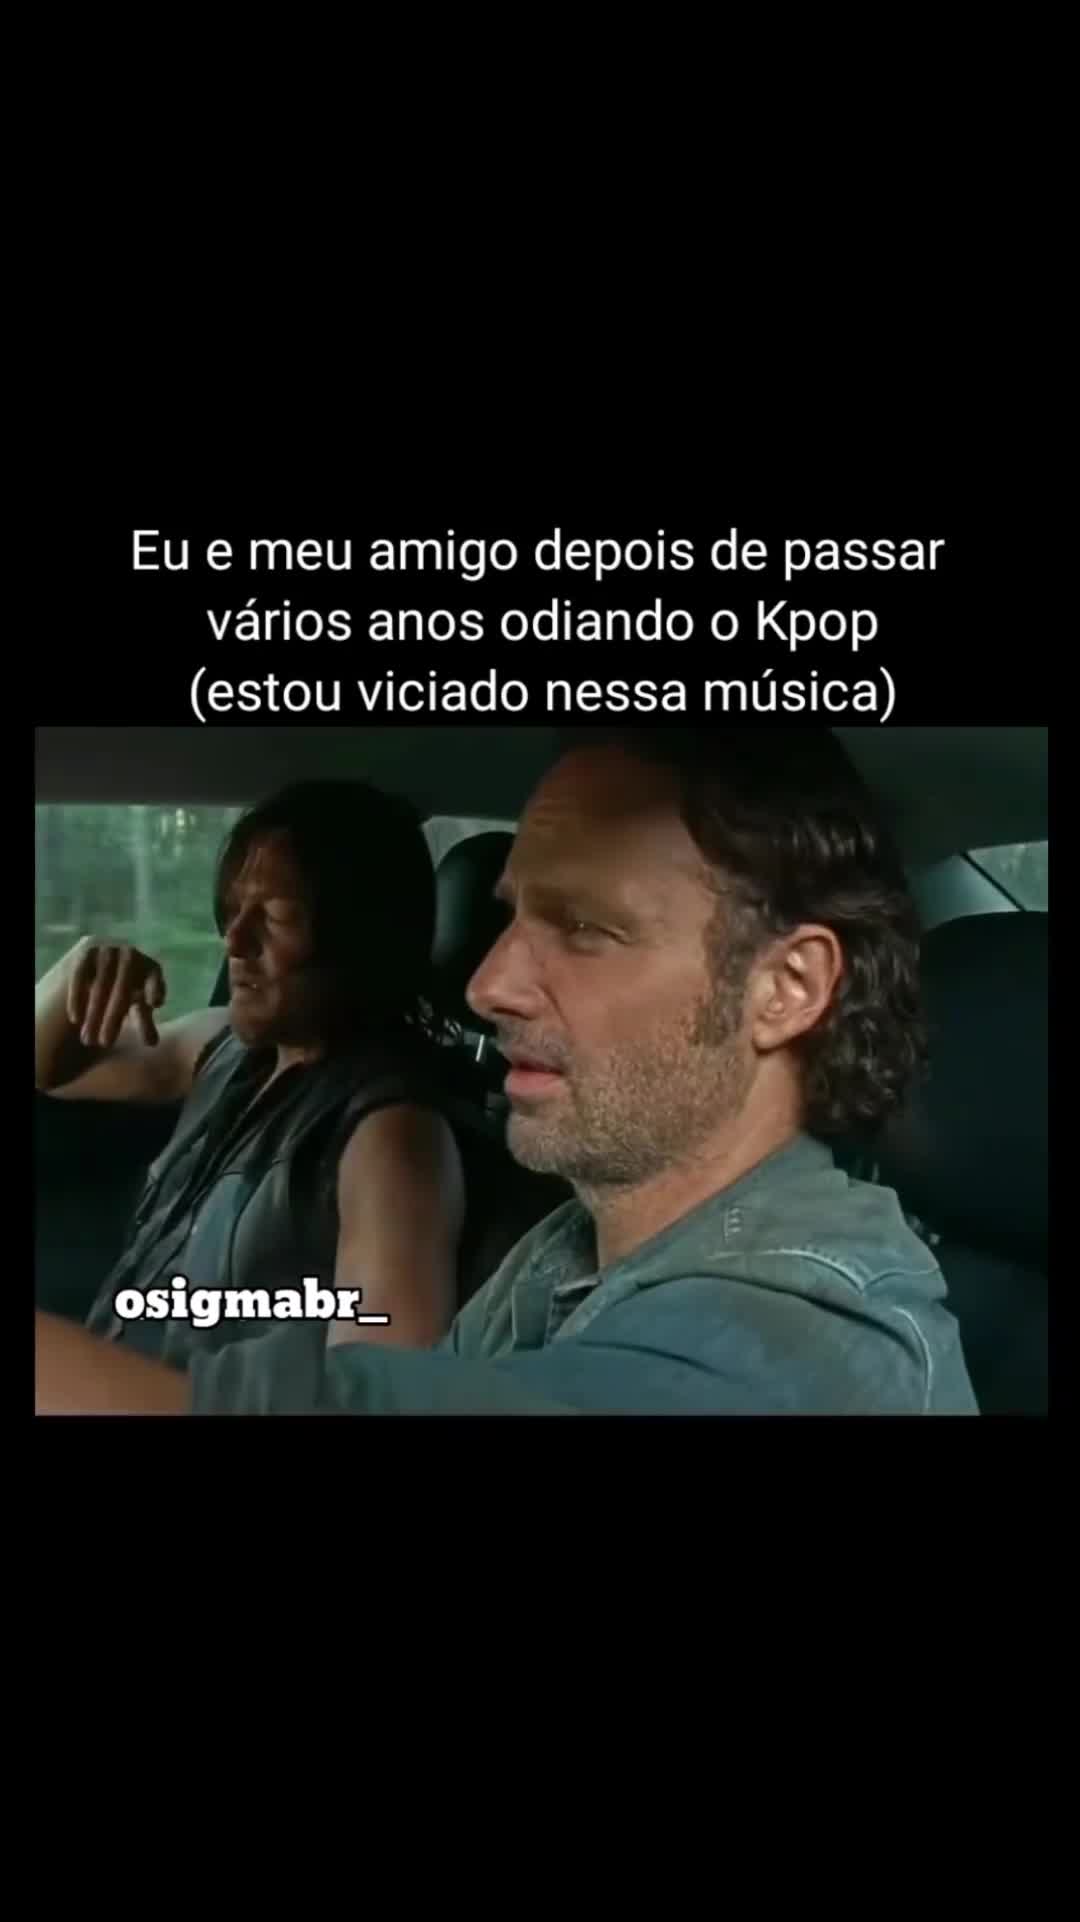 Eu e meu amigo depois de passar
vários anos odiando o Kpop
(estou viciado nessa música)
osigmabr_